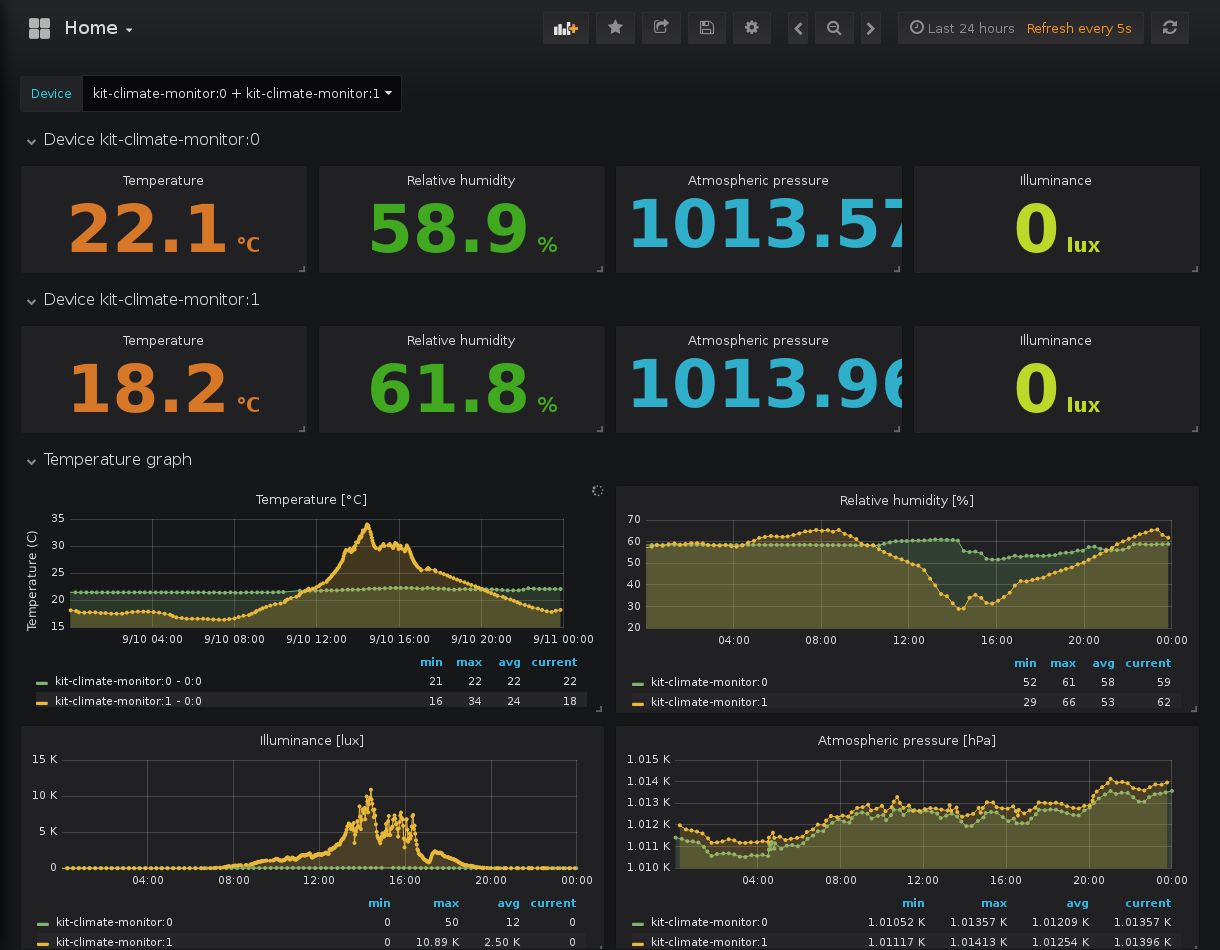 Home
Last 24 hours Refresh every 5s
Device kit-climate-monitor:0 + kit-climate-monitor:1
Device kit-climate-monitor:0
Temperature Relative humidity Atmospheric pressure Illuminance
22.1 °C 58.9 % 1013.57 0 lux
Device kit-climate-monitor:1
Temperature Relative humidity Atmospheric pressure Illuminance
18.2 °C 61.8 % 1013.96 0 lux
Temperature graph
Temperature [°C]
Temperature (C)
35
30
25
20
15
9/10 04:00 9/10 08:00 9/10 12:00 9/10 16:00 9/10 20:00 9/11 00:00
min max avg current
kit-climate-monitor:0 - 0:0 21 22 22 22
kit-climate-monitor:1 - 0:0 16 34 24 18
Relative humidity [%]
70
60
50
40
30
20
04:00 08:00 12:00 16:00 20:00 00:00
min max avg current
kit-climate-monitor:0 52 61 58 59
kit-climate-monitor:1 29 66 53 62
Illuminance [lux]
15 K
10 K
5 K
0
04:00 08:00 12:00 16:00 20:00 00:00
min max avg current
kit-climate-monitor:0 0 50 12 0
kit-climate-monitor:1 0 10.89 K 2.50 K 0
Atmospheric pressure [hPa]
1.015 K
1.014 K
1.013 K
1.012 K
1.011 K
1.010 K
04:00 08:00 12:00 16:00 20:00 00:00
min max avg current
kit-climate-monitor:0 1.01052 K 1.01357 K 1.01209 K 1.01357 K
kit-climate-monitor:1 1.01117 K 1.01413 K 1.01254 K 1.01396 K